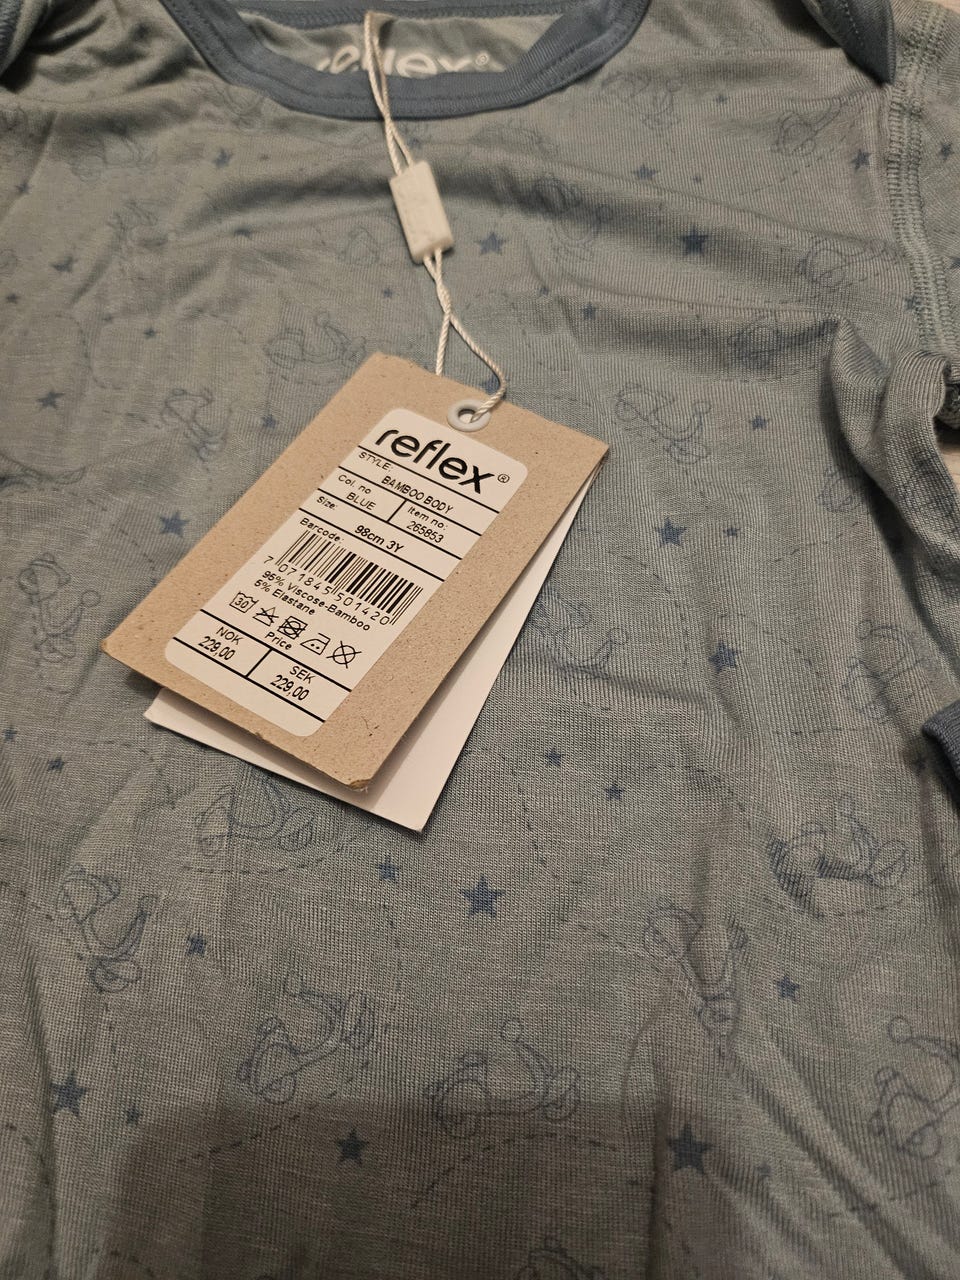 reflex®
reflex®
STYLE: BAMBOO BODY
Col. no Item no:
BLUE 265853
Size: 98cm 3Y
Barcode:
7 071845 501420
95% Viscose-Bamboo
5% Elastane
30
Price
NOK SEK
229,00 229,00